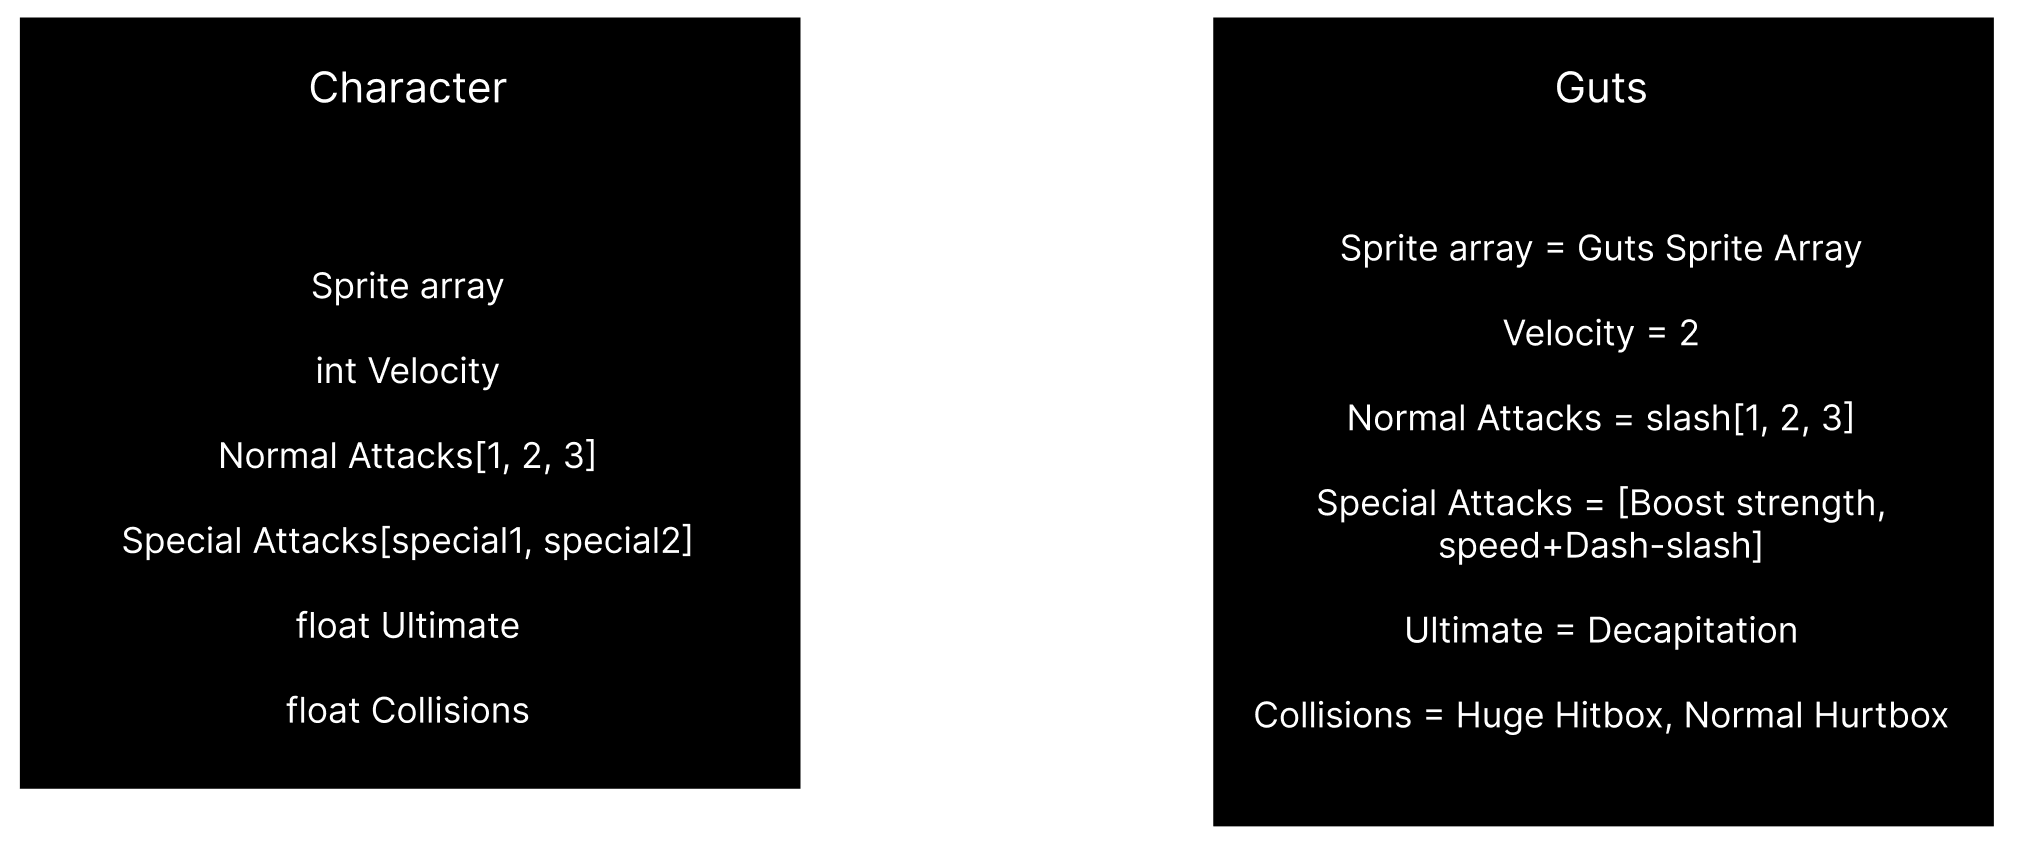 Character
Sprite array
int Velocity
Normal Attacks[1, 2, 3]
Special Attacks[special1, special2]
float Ultimate
float Collisions
Guts
Sprite array = Guts Sprite Array
Velocity = 2
Normal Attacks = slash[1, 2, 3]
Special Attacks = [Boost strength,
speed+Dash-slash]
Ultimate = Decapitation
Collisions = Huge Hitbox, Normal Hurtbox